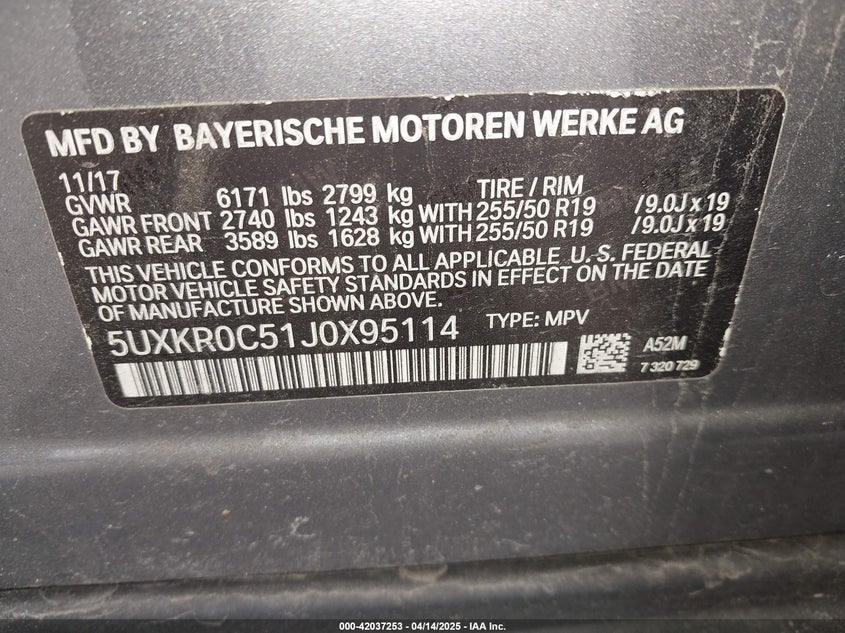 MFD BY BAYERISCHE MOTOREN WERKE AG
11/17 TIRE / RIM
GVWR 6171 lbs 2799 kg
GAWR FRONT 2740 lbs 1243 kg WITH 255/50 R19 /9.0J x 19
GAWR REAR 3589 lbs 1628 kg WITH 255/50 R19 /9.0J x 19
THIS VEHICLE CONFORMS TO ALL APPLICABLE U. S. FEDERAL
MOTOR VEHICLE SAFETY STANDARDS IN EFFECT ON THE DATE
OF MANUFACTURE SHOWN ABOVE.
5UXKR0C51J0X95114 TYPE: MPV
A52M
7 320 729
000-42037253 - 04/14/2025 - IAA Inc.